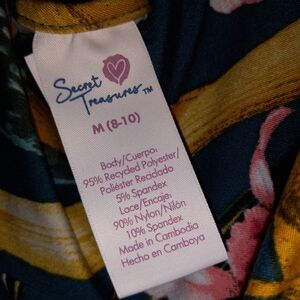 Secret
Treasures™
M (8-10)
Body/Cuerpo:
95% Recycled Polyester/
Poliéster Reciclado
5% Spandex
Lace/Encaje:
90% Nylon/Nilón
10% Spandex
Made in Cambodia
Hecho en Camboya